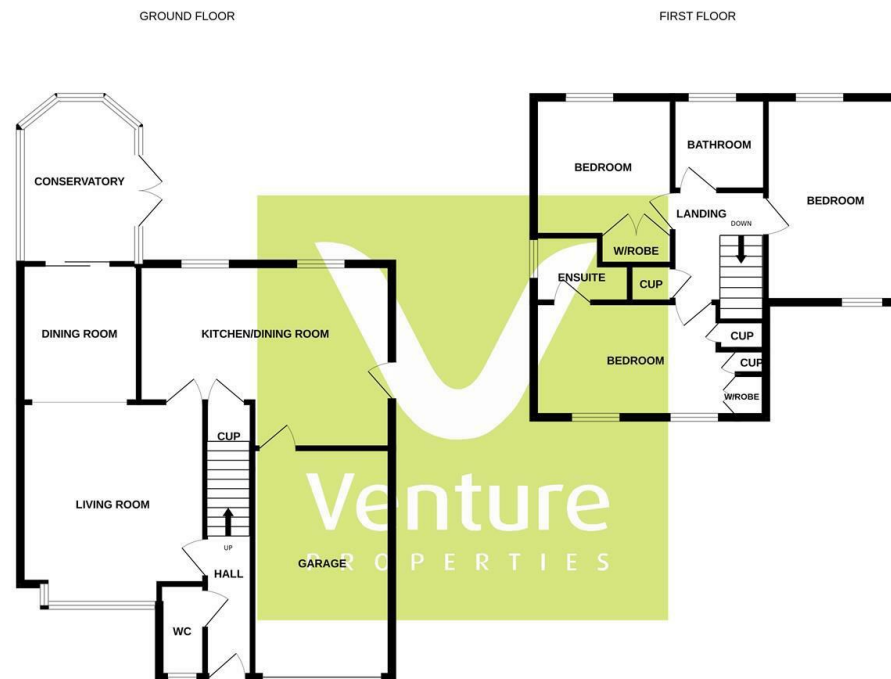 GROUND FLOOR
FIRST FLOOR
CONSERVATORY
DINING ROOM
KITCHEN/DINING ROOM
CUP
LIVING ROOM
UP
HALL
GARAGE
WC
BEDROOM
BATHROOM
BEDROOM
LANDING
DOWN
W/ROBE
ENSUITE
CUP
BEDROOM
CUP
CUP
W/ROBE
Venture
PROPERTIES